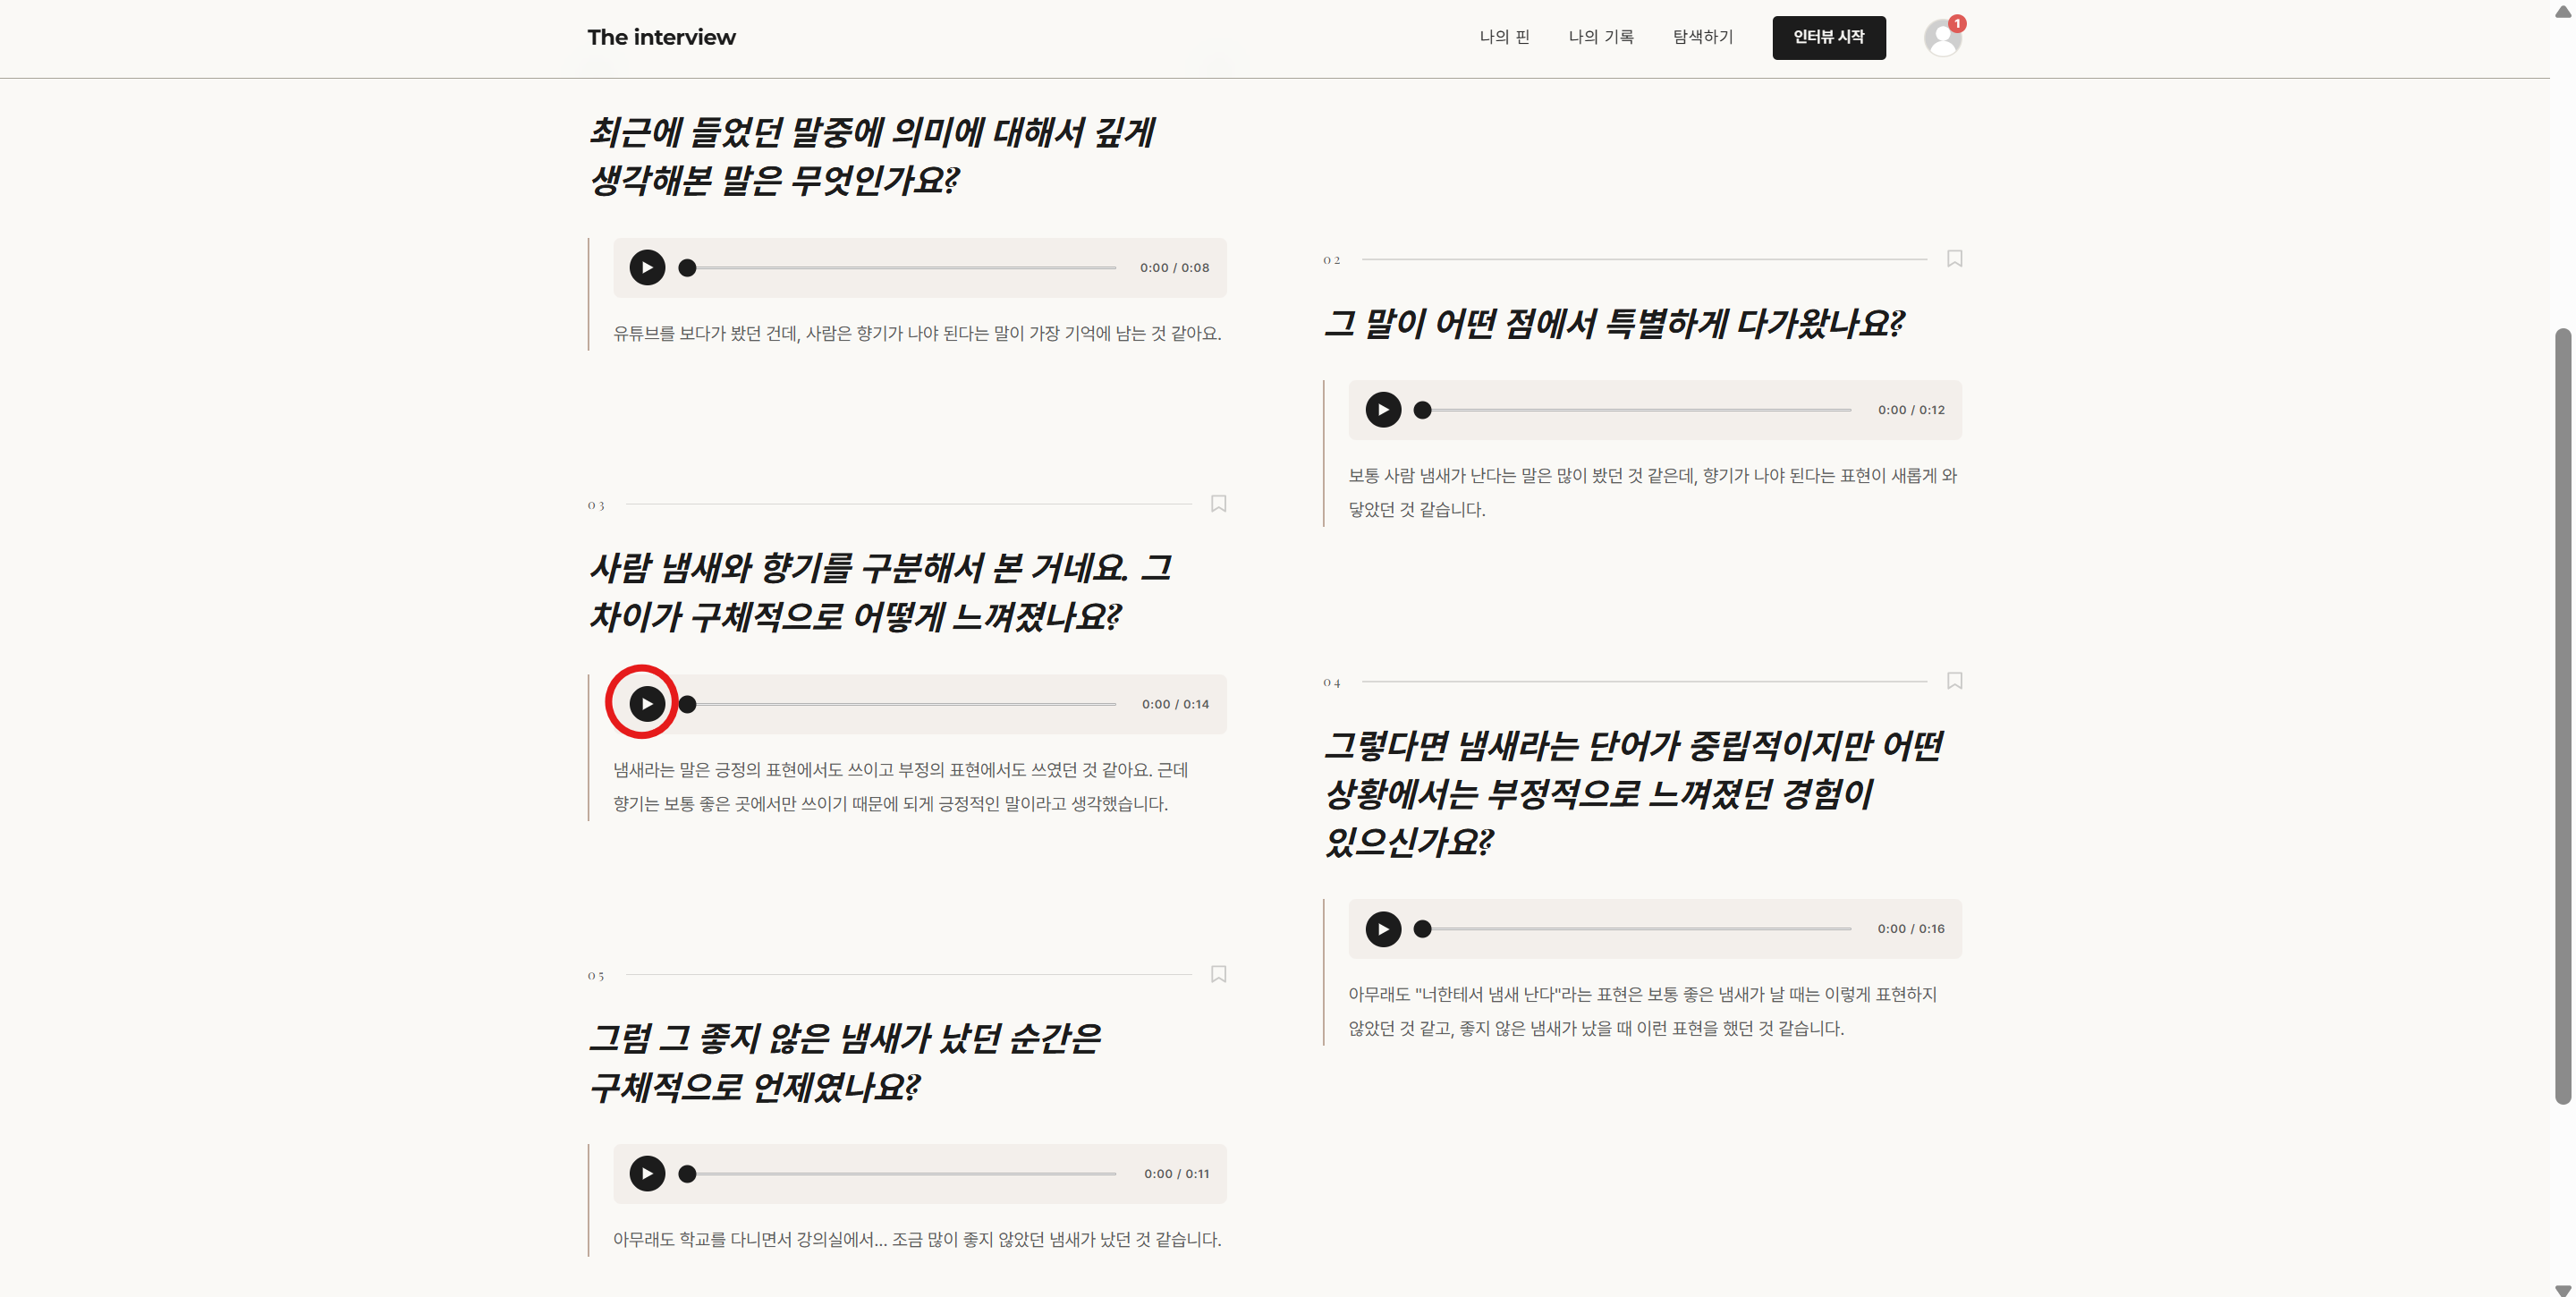 The interview
나의 핀
나의 기록
탐색하기
인터뷰 시작
1
최근에 들었던 말중에 의미에 대해서 깊게
생각해본 말은 무엇인가요?
0:00 / 0:08
유튜브를 보다가 봤던 건데, 사람은 향기가 나야 된다는 말이 가장 기억에 남는 것 같아요.
02
그 말이 어떤 점에서 특별하게 다가왔나요?
0:00 / 0:12
보통 사람 냄새가 난다는 말은 많이 봤던 것 같은데, 향기가 나야 된다는 표현이 새롭게 와
닿았던 것 같습니다.
03
사람 냄새와 향기를 구분해서 본 거네요. 그
차이가 구체적으로 어떻게 느껴졌나요?
0:00 / 0:14
냄새라는 말은 긍정의 표현에서도 쓰이고 부정의 표현에서도 쓰였던 것 같아요. 근데
향기는 보통 좋은 곳에서만 쓰이기 때문에 되게 긍정적인 말이라고 생각했습니다.
04
그렇다면 냄새라는 단어가 중립적이지만 어떤
상황에서는 부정적으로 느껴졌던 경험이
있으신가요?
0:00 / 0:16
아무래도 "너한테서 냄새 난다"라는 표현은 보통 좋은 냄새가 날 때는 이렇게 표현하지
않았던 것 같고, 좋지 않은 냄새가 났을 때 이런 표현을 했던 것 같습니다.
05
그럼 그 좋지 않은 냄새가 났던 순간은
구체적으로 언제였나요?
0:00 / 0:11
아무래도 학교를 다니면서 강의실에서... 조금 많이 좋지 않았던 냄새가 났던 것 같습니다.